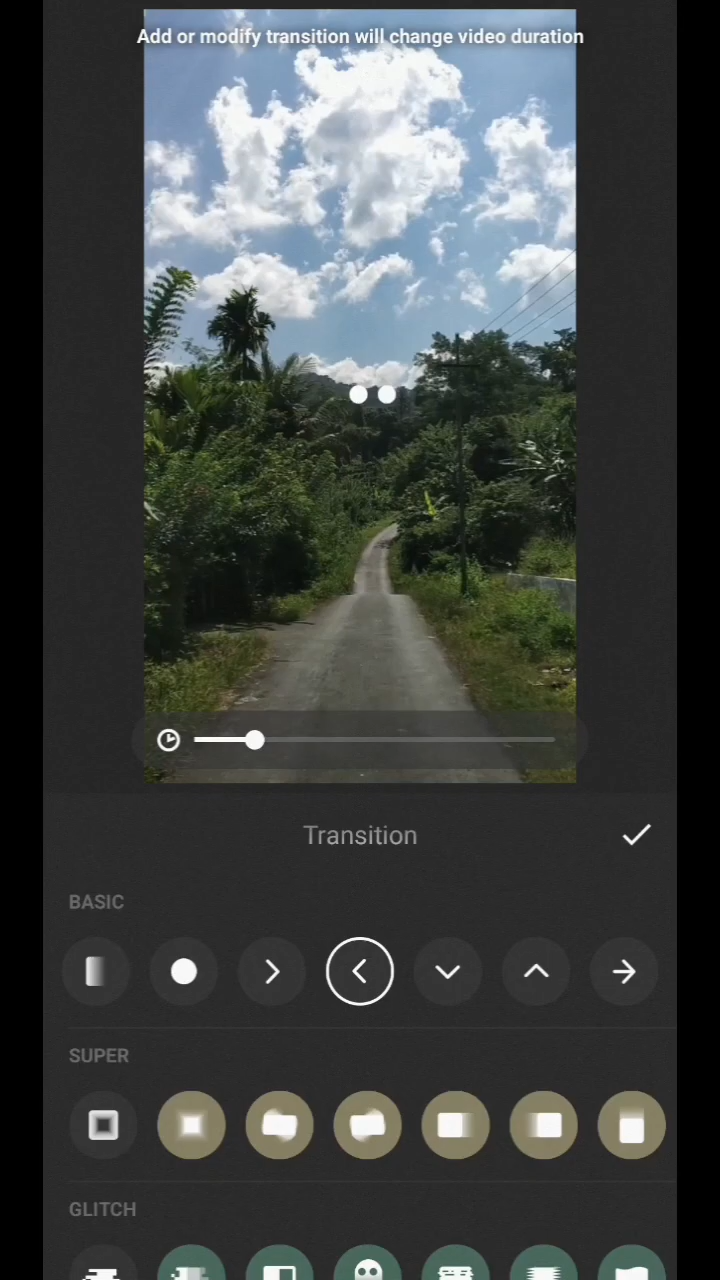 Add or modify transition will change video duration
Transition
BASIC
SUPER
GLITCH